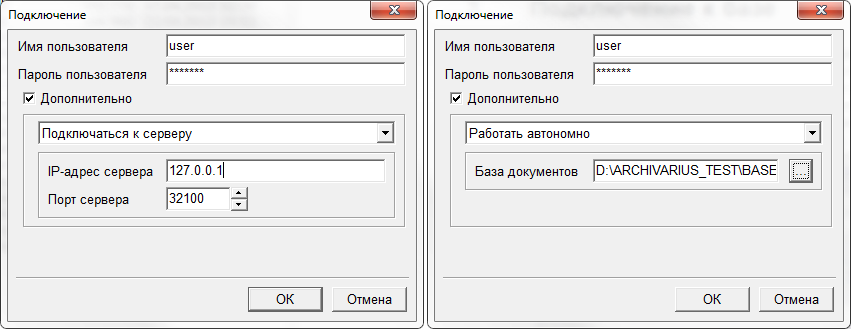 Подключение
Имя пользователя user
Пароль пользователя *******
Дополнительно
Подключаться к серверу
IP-адрес сервера 127.0.0.1
Порт сервера 32100
OK Отмена
Подключение
Имя пользователя user
Пароль пользователя *******
Дополнительно
Работать автономно
База документов D:\ARCHIVARIUS_TEST\BASE ...
OK Отмена